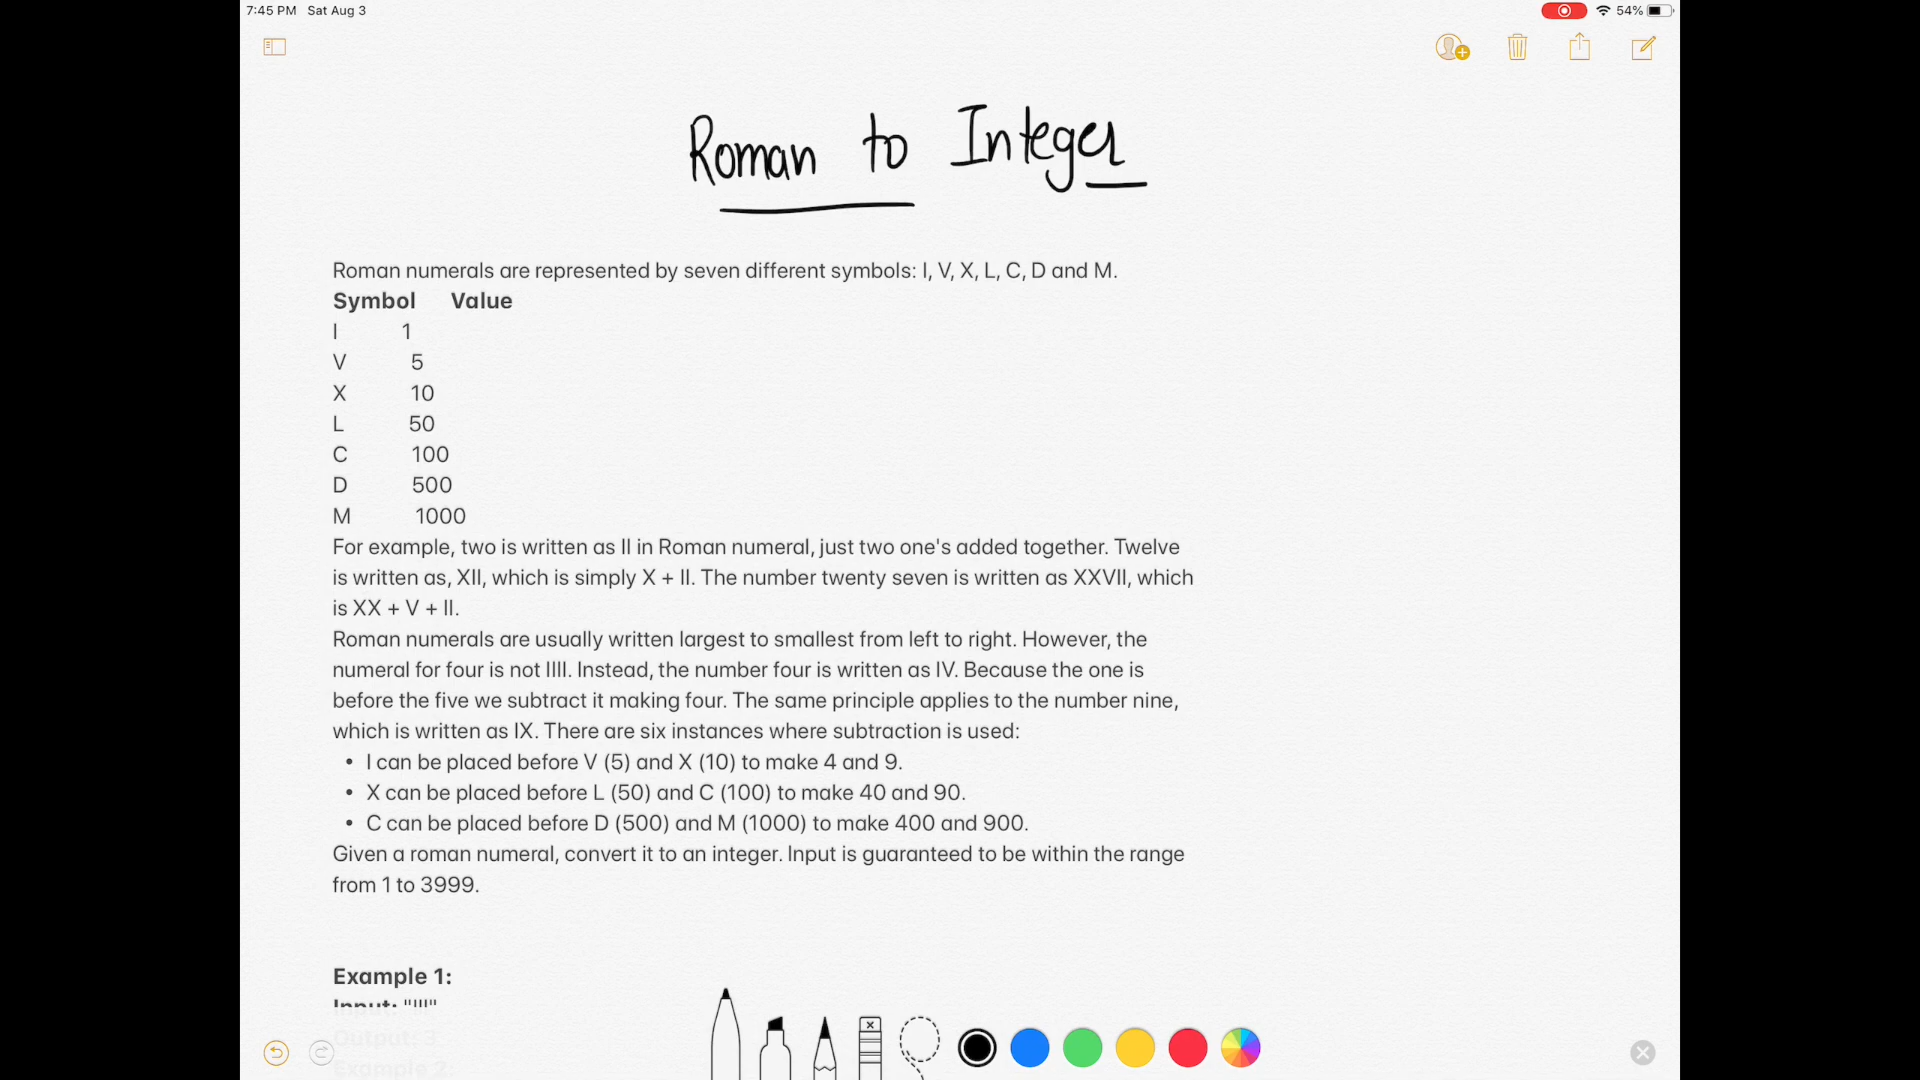 7:45 PM Sat Aug 3
54%
Roman to Integer
Roman numerals are represented by seven different symbols: I, V, X, L, C, D and M.
Symbol Value
I 1
V 5
X 10
L 50
C 100
D 500
M 1000
For example, two is written as II in Roman numeral, just two one's added together. Twelve
is written as, XII, which is simply X + II. The number twenty seven is written as XXVII, which
is XX + V + II.
Roman numerals are usually written largest to smallest from left to right. However, the
numeral for four is not IIII. Instead, the number four is written as IV. Because the one is
before the five we subtract it making four. The same principle applies to the number nine,
which is written as IX. There are six instances where subtraction is used:
• I can be placed before V (5) and X (10) to make 4 and 9.
• X can be placed before L (50) and C (100) to make 40 and 90.
• C can be placed before D (500) and M (1000) to make 400 and 900.
Given a roman numeral, convert it to an integer. Input is guaranteed to be within the range
from 1 to 3999.
Example 1:
Input: "III"
Output: 3
Example 2: